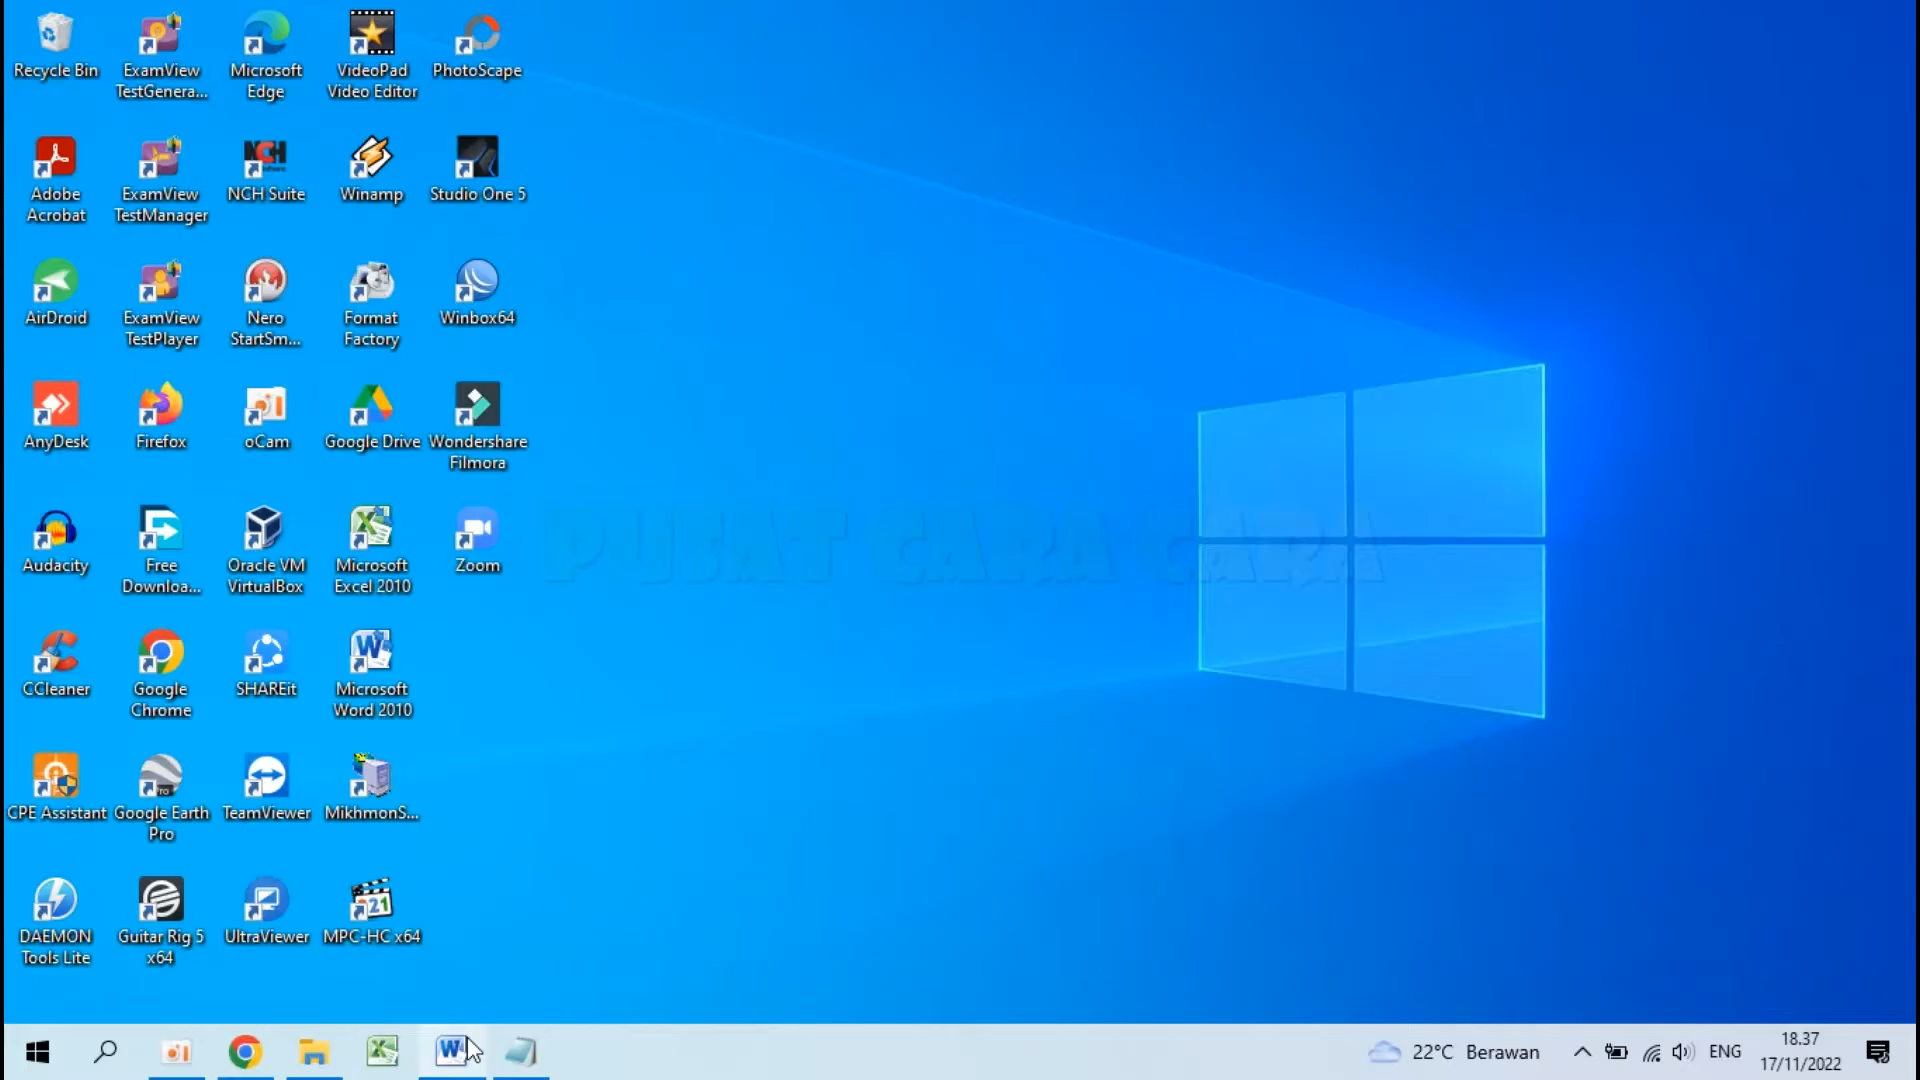 Recycle Bin
ExamView
TestGenera...
Microsoft
Edge
VideoPad
Video Editor
PhotoScape
Adobe
Acrobat
ExamView
TestManager
NCH
NCH Suite
Winamp
Studio One 5
AirDroid
ExamView
TestPlayer
Nero
StartSm...
Format
Factory
Winbox64
AnyDesk
Firefox
oCam
Google Drive
Wondershare
Filmora
Audacity
Free
Downloa...
Oracle VM
VirtualBox
Microsoft
Excel 2010
Zoom
PUSAT CARA CARA
CCleaner
Google
Chrome
SHAREit
Microsoft
Word 2010
CPE Assistant
Pro
Google Earth
Pro
TeamViewer
MikhmonS...
DAEMON
Tools Lite
Guitar Rig 5
x64
UltraViewer
321
MPC-HC x64
22°C Berawan
ENG
18.37
17/11/2022